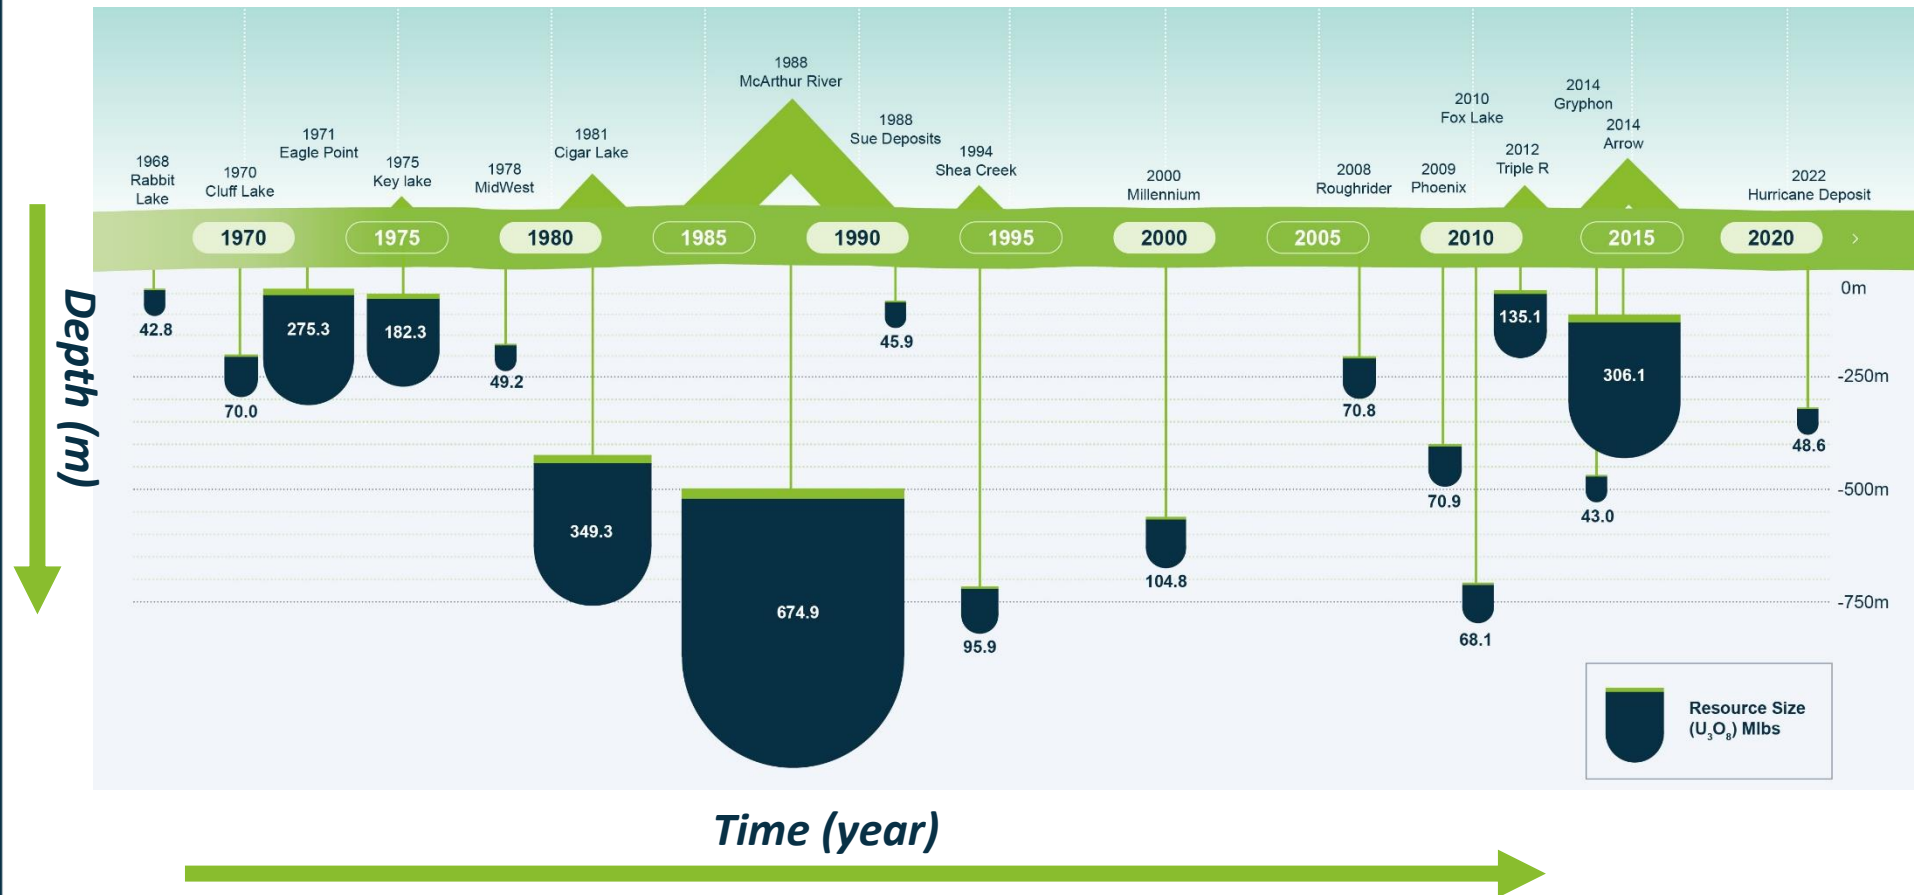 1968
Rabbit
Lake
1970
Cluff Lake
1971
Eagle Point
1975
Key lake
1978
MidWest
1981
Cigar Lake
1988
McArthur River
1988
Sue Deposits
1994
Shea Creek
2000
Millennium
2008
Roughrider
2009
Phoenix
2010
Fox Lake
2012
Triple R
2014
Gryphon
2014
Arrow
2022
Hurricane Deposit
1970
1975
1980
1985
1990
1995
2000
2005
2010
2015
2020
›
Depth (m)
0m
-250m
-500m
-750m
42.8
70.0
275.3
182.3
49.2
349.3
674.9
45.9
95.9
104.8
70.8
70.9
68.1
135.1
43.0
306.1
48.6
Resource Size
(U₃O₈) Mlbs
Time (year)